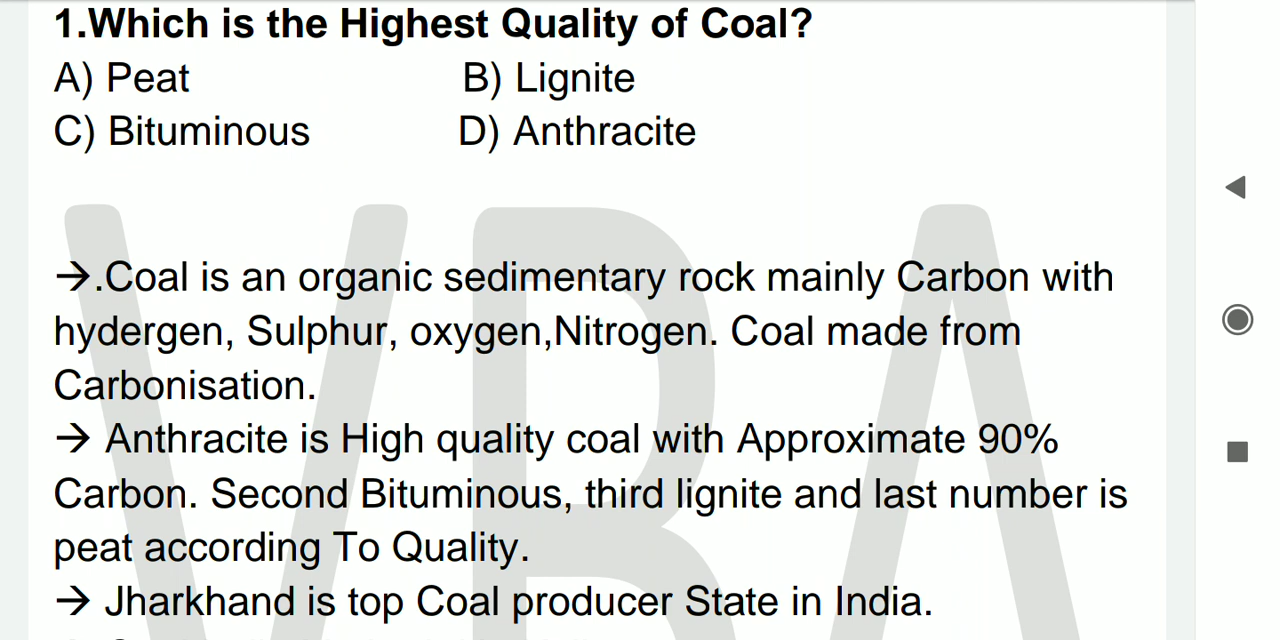 1.Which is the Highest Quality of Coal?
A) Peat B) Lignite
C) Bituminous D) Anthracite
→.Coal is an organic sedimentary rock mainly Carbon with
hydergen, Sulphur, oxygen,Nitrogen. Coal made from
Carbonisation.
→ Anthracite is High quality coal with Approximate 90%
Carbon. Second Bituminous, third lignite and last number is
peat according To Quality.
→ Jharkhand is top Coal producer State in India.
VBA